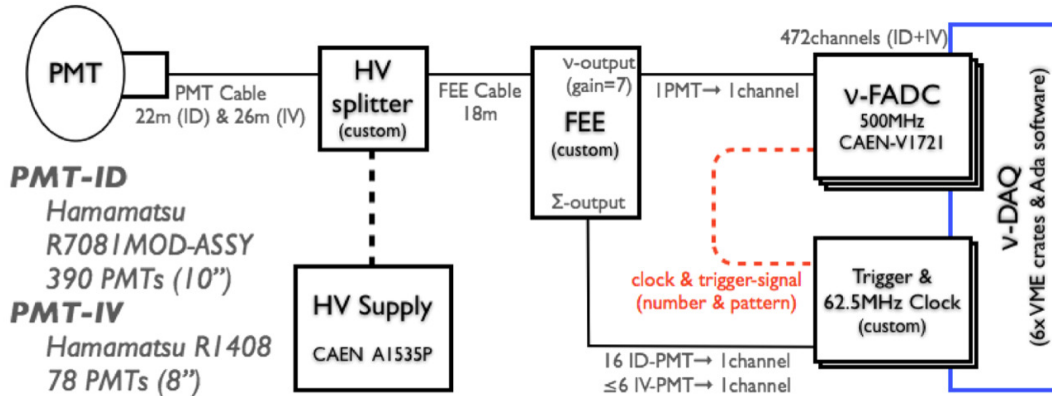 PMT
PMT Cable
22m (ID) & 26m (IV)
HV
splitter
(custom)
FEE Cable
18m
ν-output
(gain=7)
FEE
(custom)
Σ-output
1PMT→ 1channel
472channels (ID+IV)
ν-FADC
500MHz
CAEN-V1721
ν-DAQ
(6x VME crates & Ada software)
PMT-ID
Hamamatsu
R7081MOD-ASSY
390 PMTs (10")
PMT-IV
Hamamatsu R1408
78 PMTs (8")
HV Supply
CAEN A1535P
clock & trigger-signal
(number & pattern)
Trigger &
62.5MHz Clock
(custom)
16 ID-PMT→ 1channel
≤6 IV-PMT→ 1channel